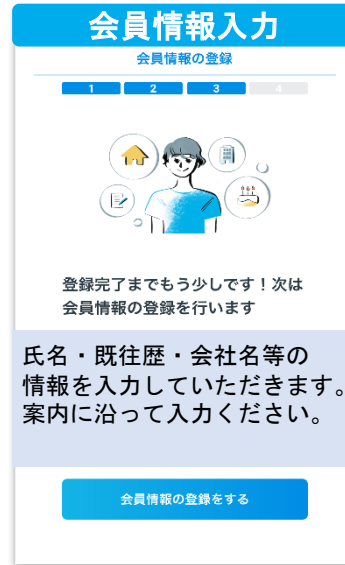 会員情報入力
会員情報の登録
1 2 3 4
登録完了までもう少しです！次は
会員情報の登録を行います
氏名・既往歴・会社名等の
情報を入力していただきます。
案内に沿って入力ください。
会員情報の登録をする